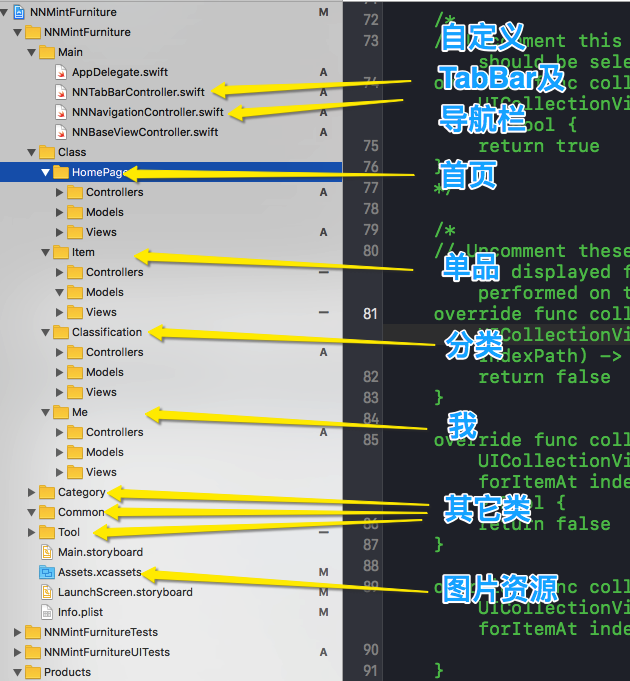 NNMintFurniture M
NNMintFurniture
Main
AppDelegate.swift A
NNTabBarController.swift A
NNNavigationController.swift A
NNBaseViewController.swift A
Class
HomePage
Controllers A
Models
Views A
Item
Controllers —
Models
Views —
Classification
Controllers A
Models
Views
Me
Controllers A
Models
Views
Category
Common
Tool —
Main.storyboard
Assets.xcassets M
LaunchScreen.storyboard M
Info.plist M
NNMintFurnitureTests
NNMintFurnitureUITests A
Products
自定义
TabBar及
导航栏
首页
单品
分类
我
其它类
图片资源
72 /*
73 comment this
should be sele
func coll
UICollectionVi
{
75 return true
76 }
77 */
78
79 /*
80 // Uncomment these
displayed f
performed on t
81 override func coll
CollectionVi
indexPath) ->
82 return false
83 }
84
85 override func coll
UICollectionVi
forItemAt inde
{
86 return false
87 }
88
89 func coll
UICollectionVi
forItemAt inde
90
91 }